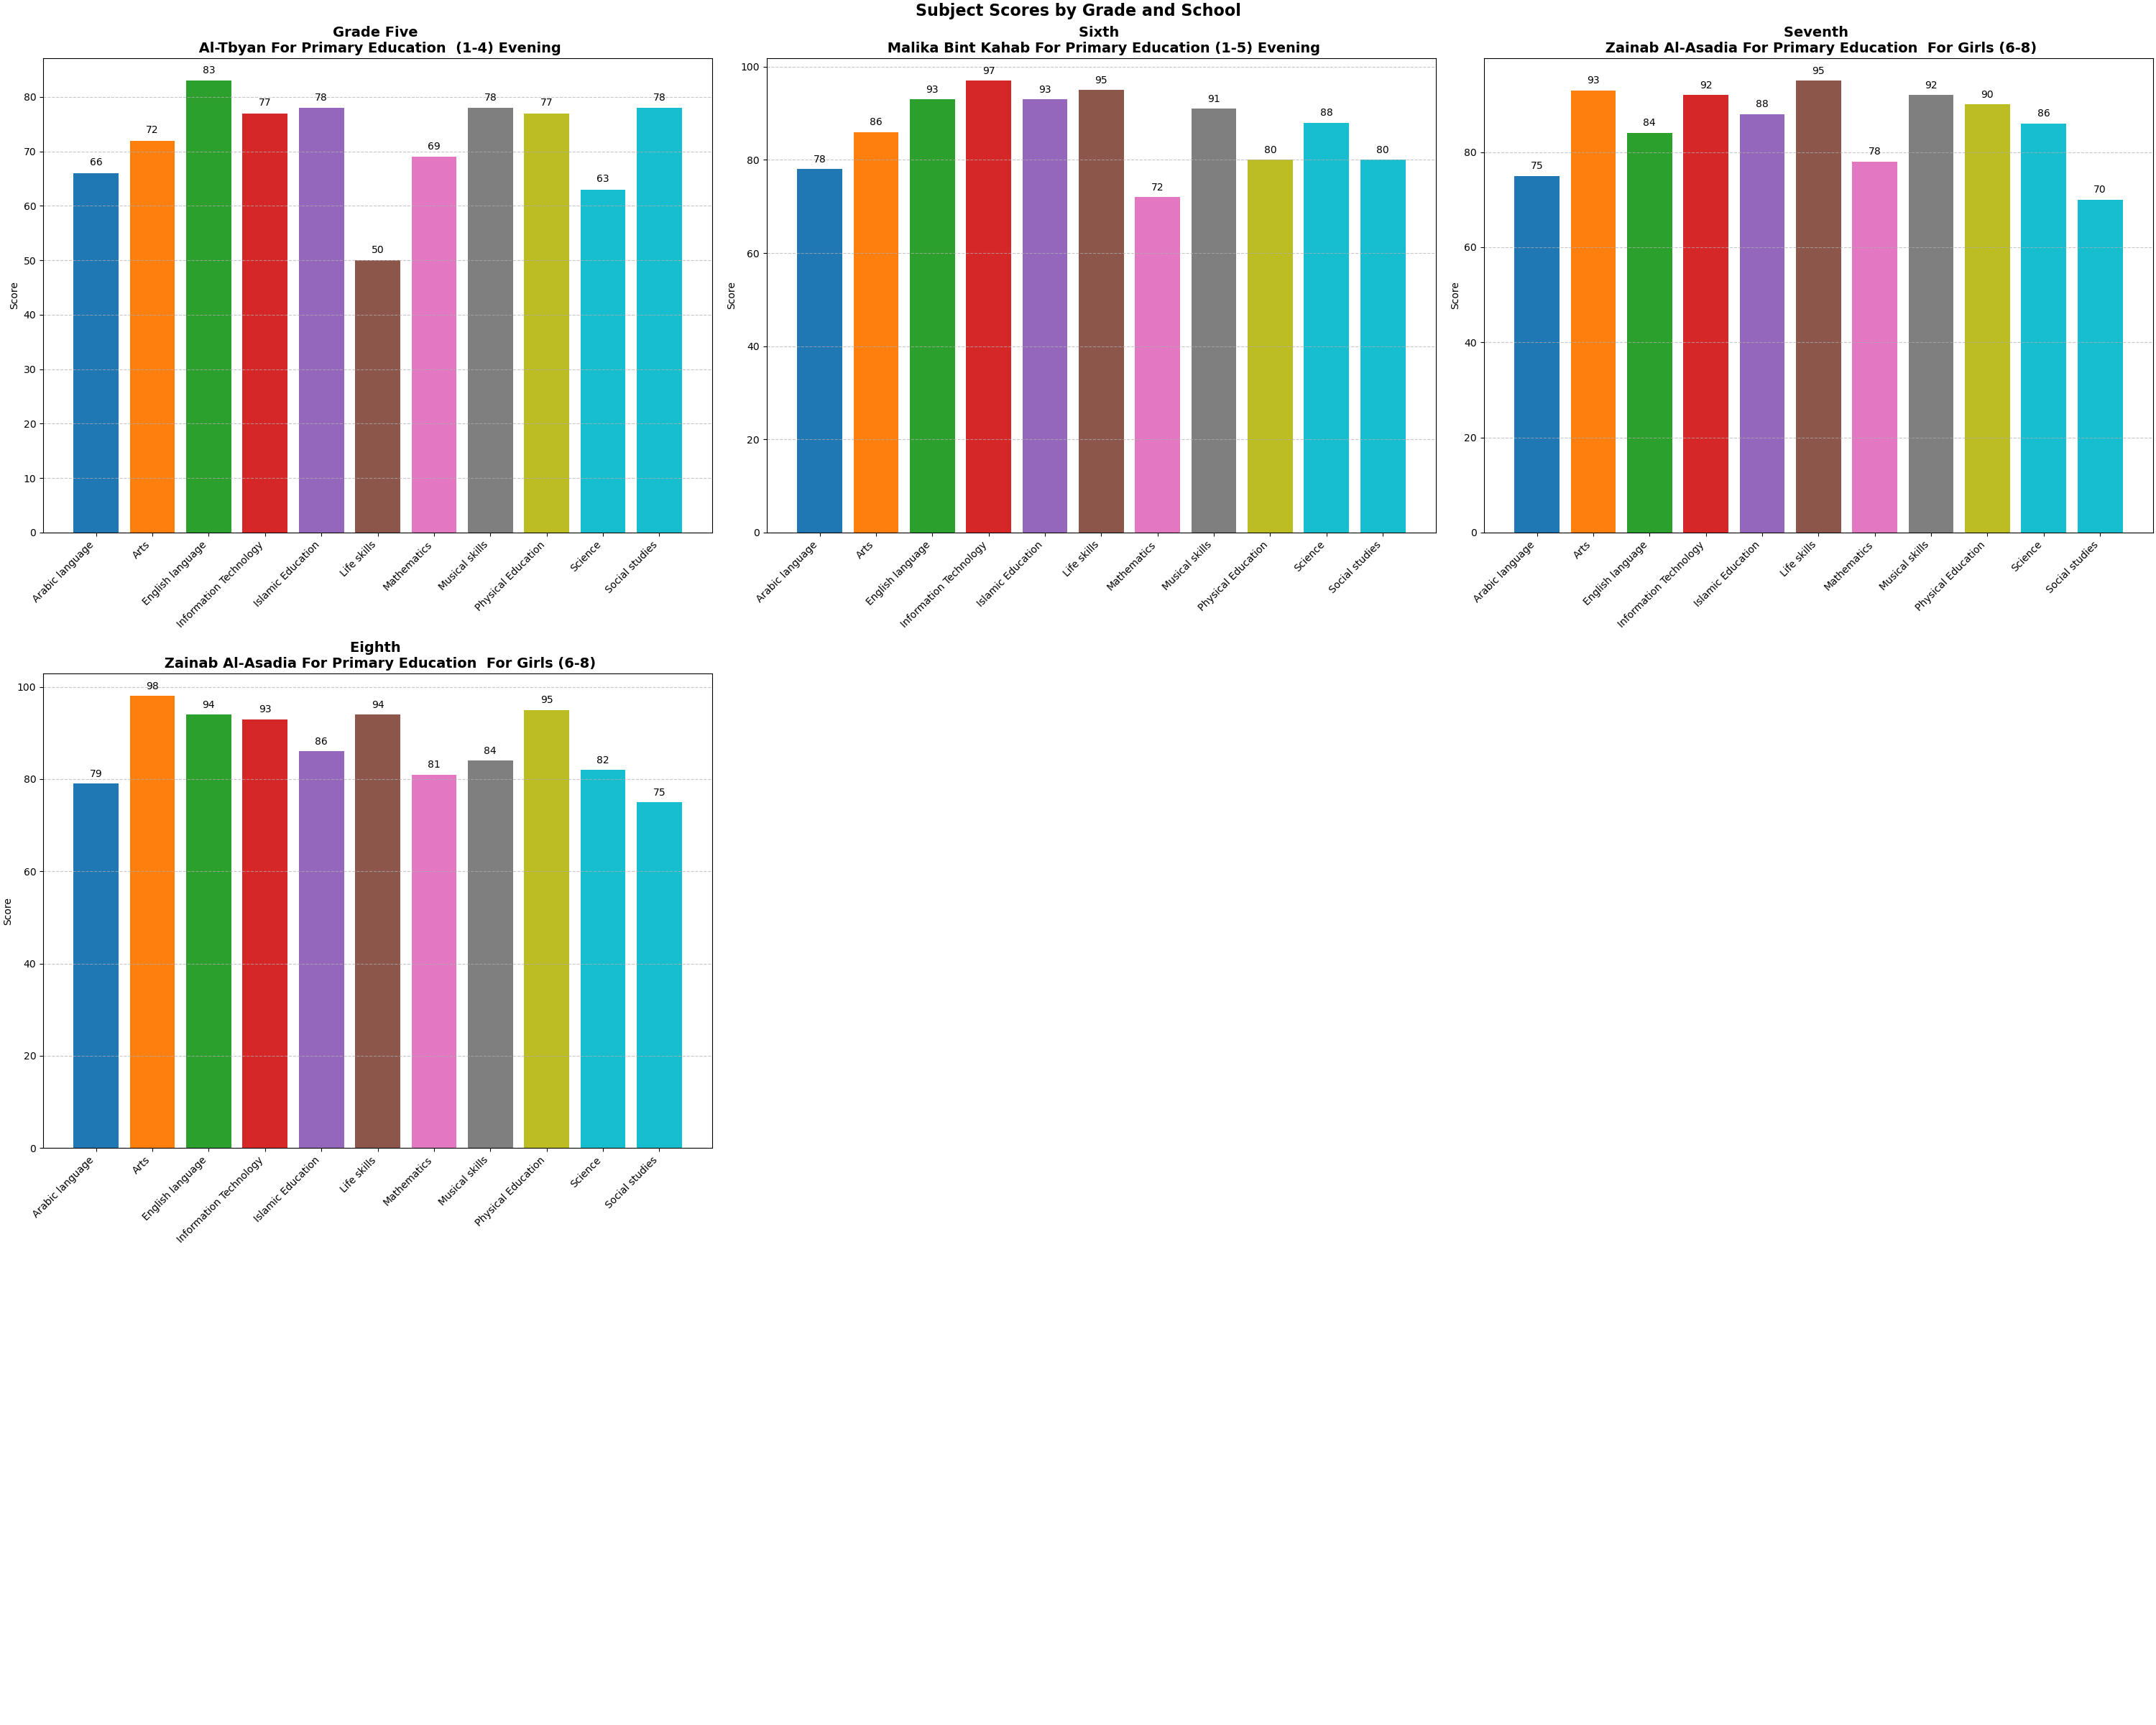 Subject Scores by Grade and School
Grade Five
Al-Tbyan For Primary Education  (1-4) Evening
83
77
78
78
77
78
72
69
66
63
50
80
70
60
50
40
30
20
10
0
Score
Arabic language
Arts
English language
Information Technology
Islamic Education
Life skills
Mathematics
Musical skills
Physical Education
Science
Social studies
Sixth
Malika Bint Kahab For Primary Education (1-5) Evening
78
86
93
97
93
95
72
91
80
88
80
100
80
60
40
20
0
Score
Arabic language
Arts
English language
Information Technology
Islamic Education
Life skills
Mathematics
Musical skills
Physical Education
Science
Social studies
Seventh
Zainab Al-Asadia For Primary Education  For Girls (6-8)
75
93
84
92
88
95
78
92
90
86
70
80
60
40
20
0
Score
Arabic language
Arts
English language
Information Technology
Islamic Education
Life skills
Mathematics
Musical skills
Physical Education
Science
Social studies
Eighth
Zainab Al-Asadia For Primary Education  For Girls (6-8)
79
98
94
93
86
94
81
84
95
82
75
100
80
60
40
20
0
Score
Arabic language
Arts
English language
Information Technology
Islamic Education
Life skills
Mathematics
Musical skills
Physical Education
Science
Social studies